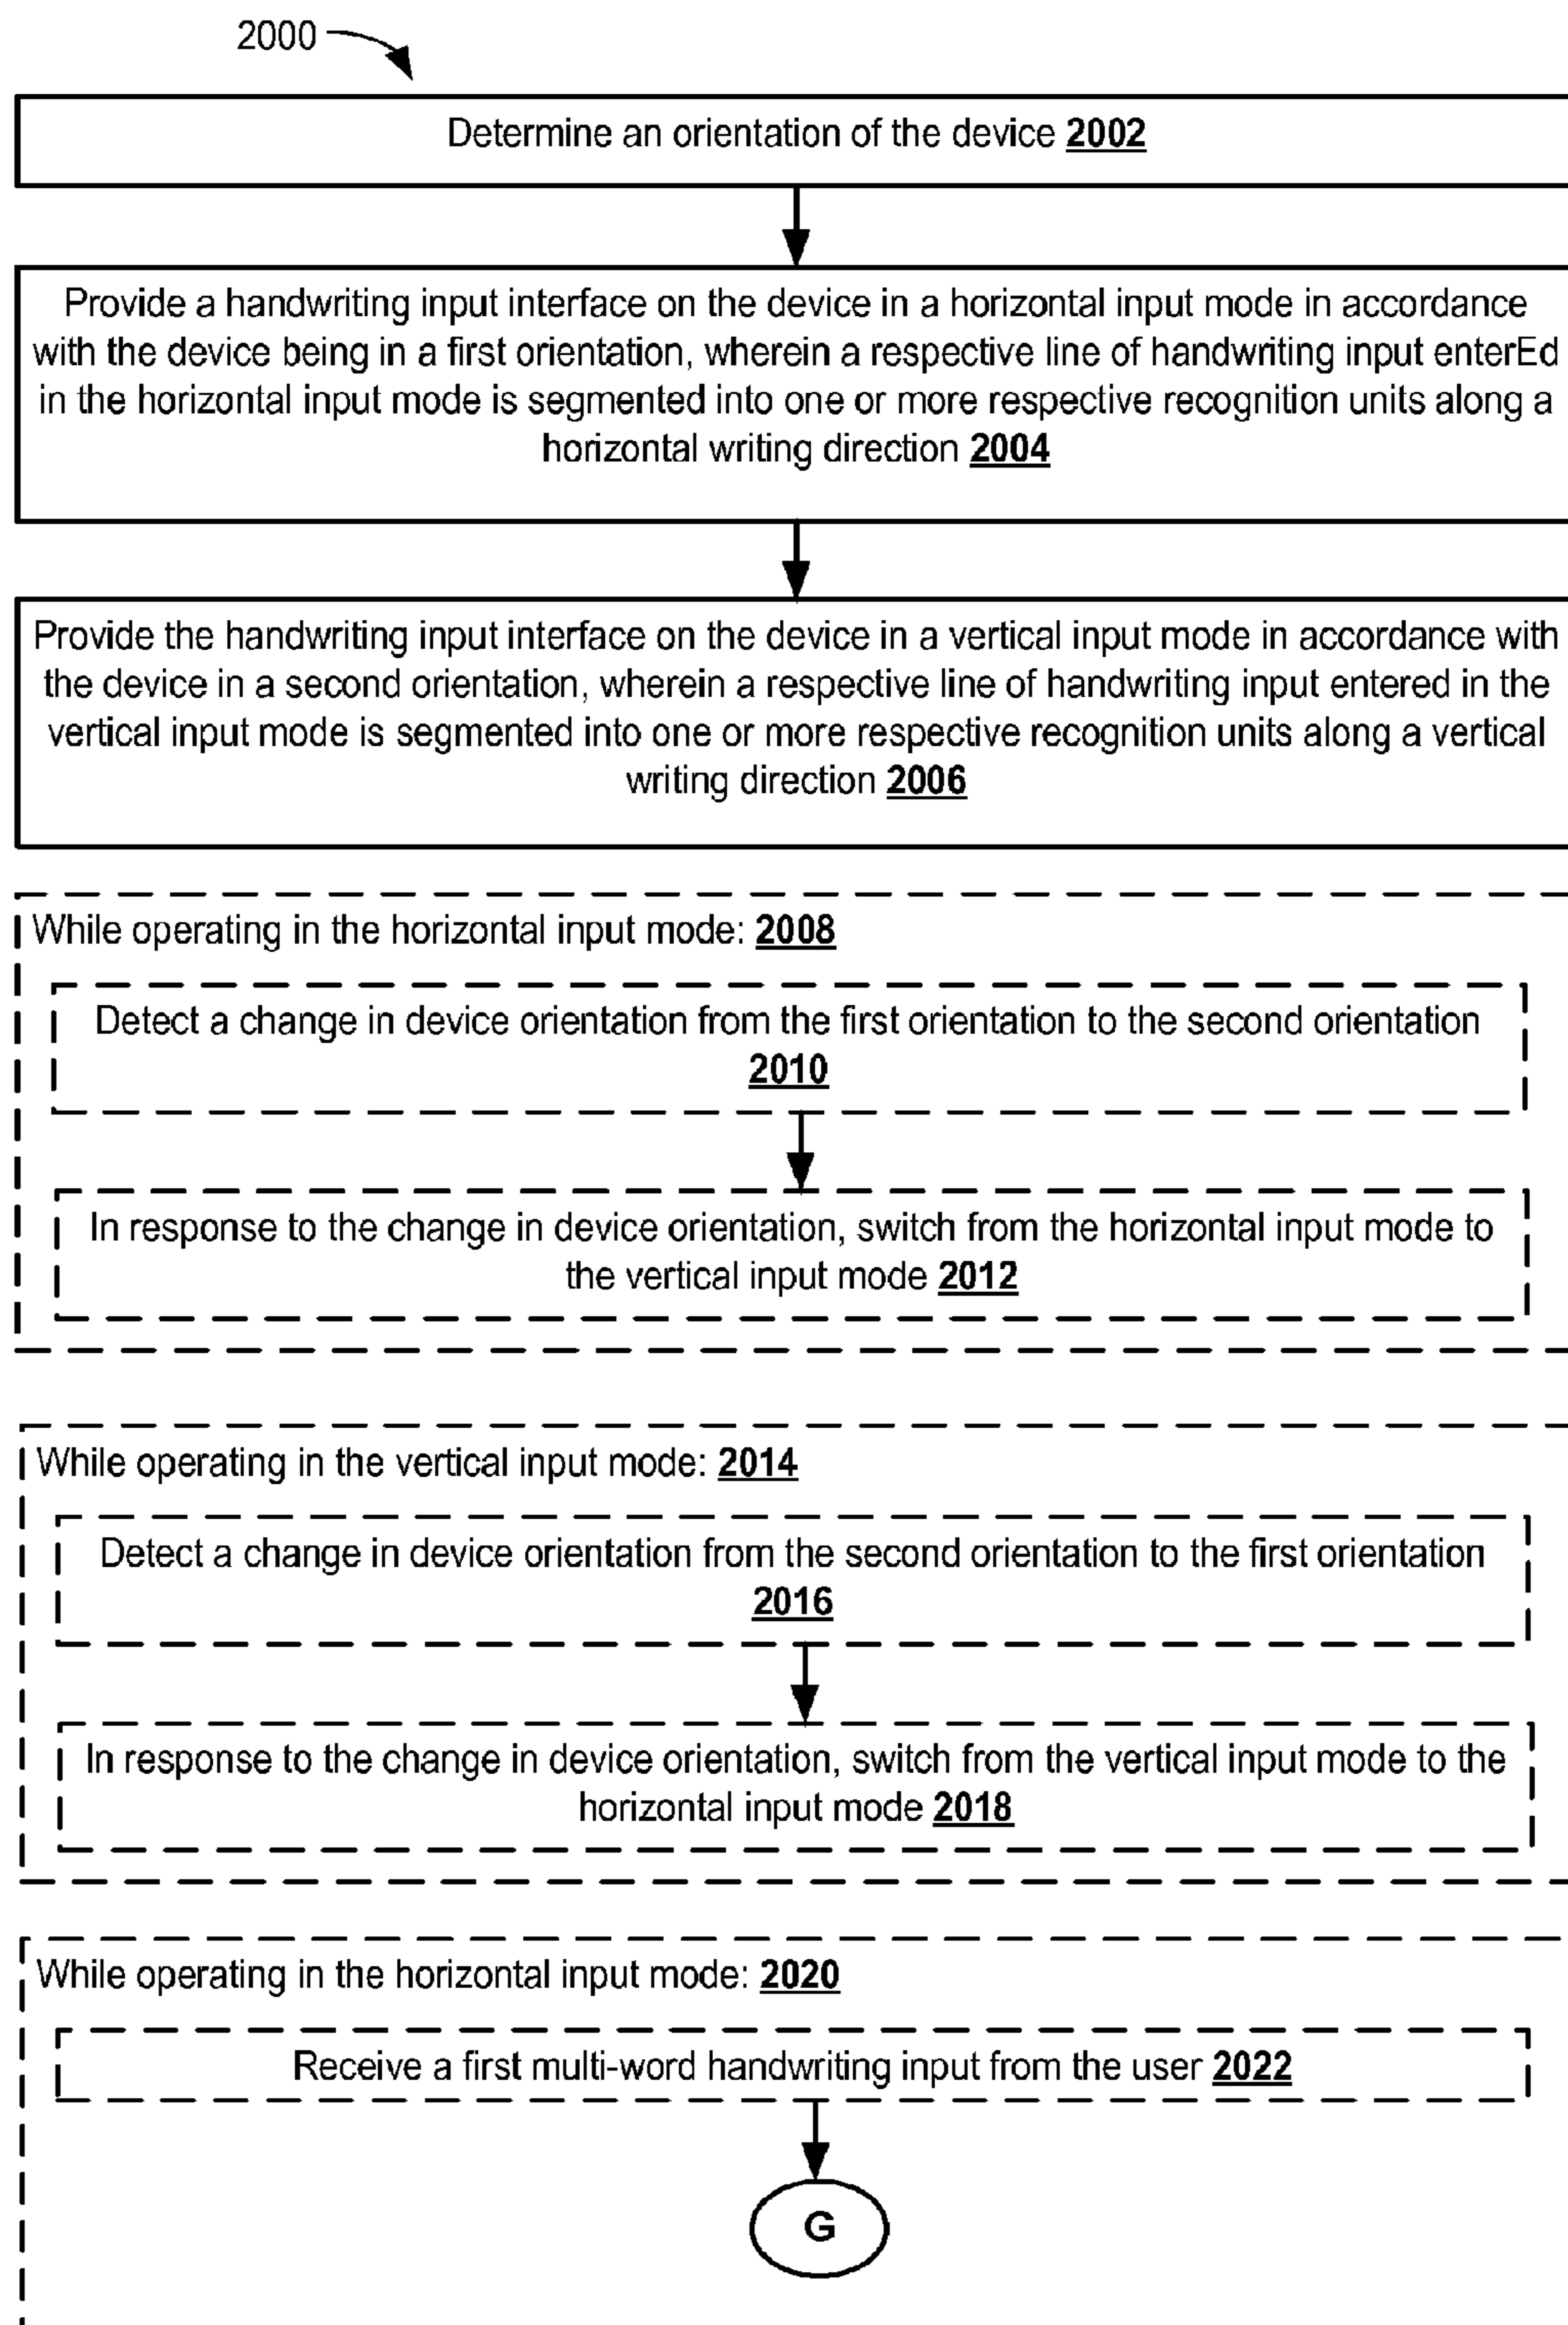 2000
Determine an orientation of the device 2002
Provide a handwriting input interface on the device in a horizontal input mode in accordance
with the device being in a first orientation, wherein a respective line of handwriting input enterEd
in the horizontal input mode is segmented into one or more respective recognition units along a
horizontal writing direction 2004
Provide the handwriting input interface on the device in a vertical input mode in accordance with
the device in a second orientation, wherein a respective line of handwriting input entered in the
vertical input mode is segmented into one or more respective recognition units along a vertical
writing direction 2006
While operating in the horizontal input mode: 2008
Detect a change in device orientation from the first orientation to the second orientation
2010
In response to the change in device orientation, switch from the horizontal input mode to
the vertical input mode 2012
While operating in the vertical input mode: 2014
Detect a change in device orientation from the second orientation to the first orientation
2016
In response to the change in device orientation, switch from the vertical input mode to the
horizontal input mode 2018
While operating in the horizontal input mode: 2020
Receive a first multi-word handwriting input from the user 2022
G